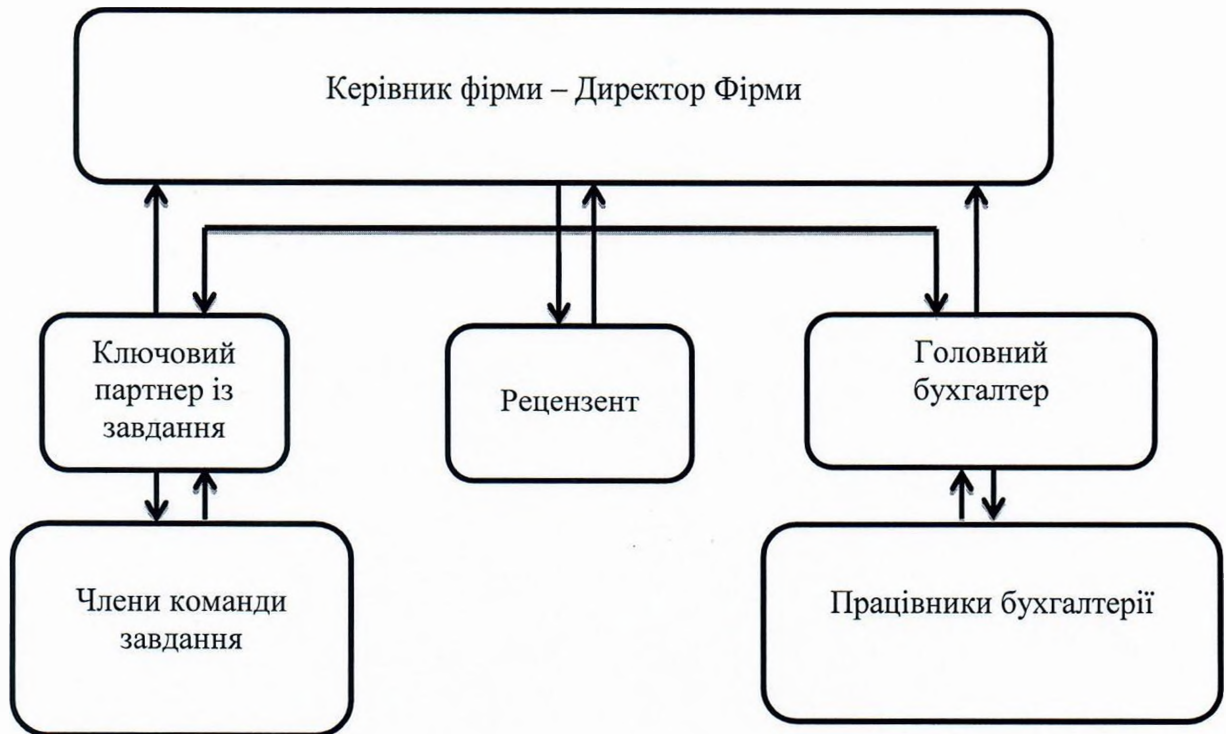 Керівник фірми – Директор Фірми
Ключовий
партнер із
завдання
Рецензент
Головний
бухгалтер
Члени команди
завдання
Працівники бухгалтерії